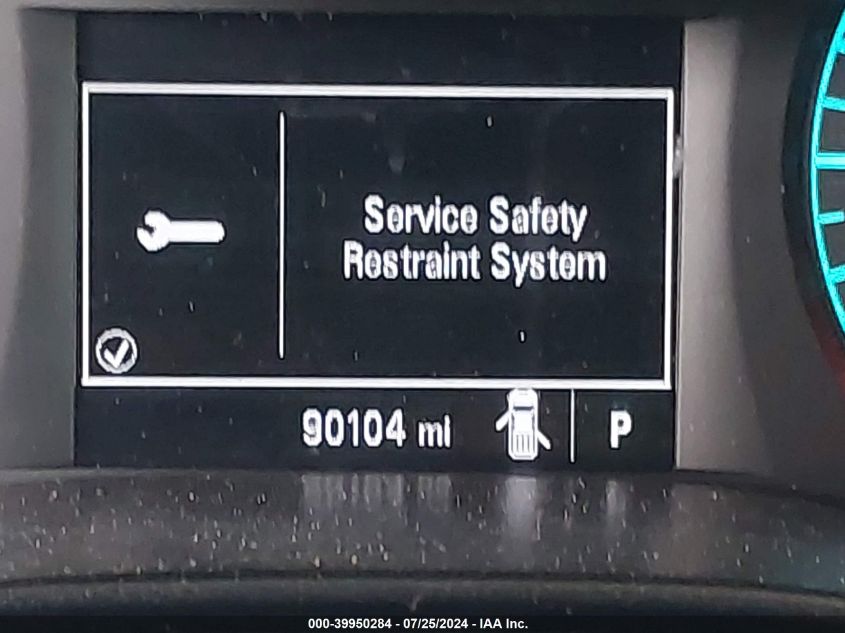 Service Safety
Restraint System
90104 mi
P
000-39950284 - 07/25/2024 - IAA Inc.